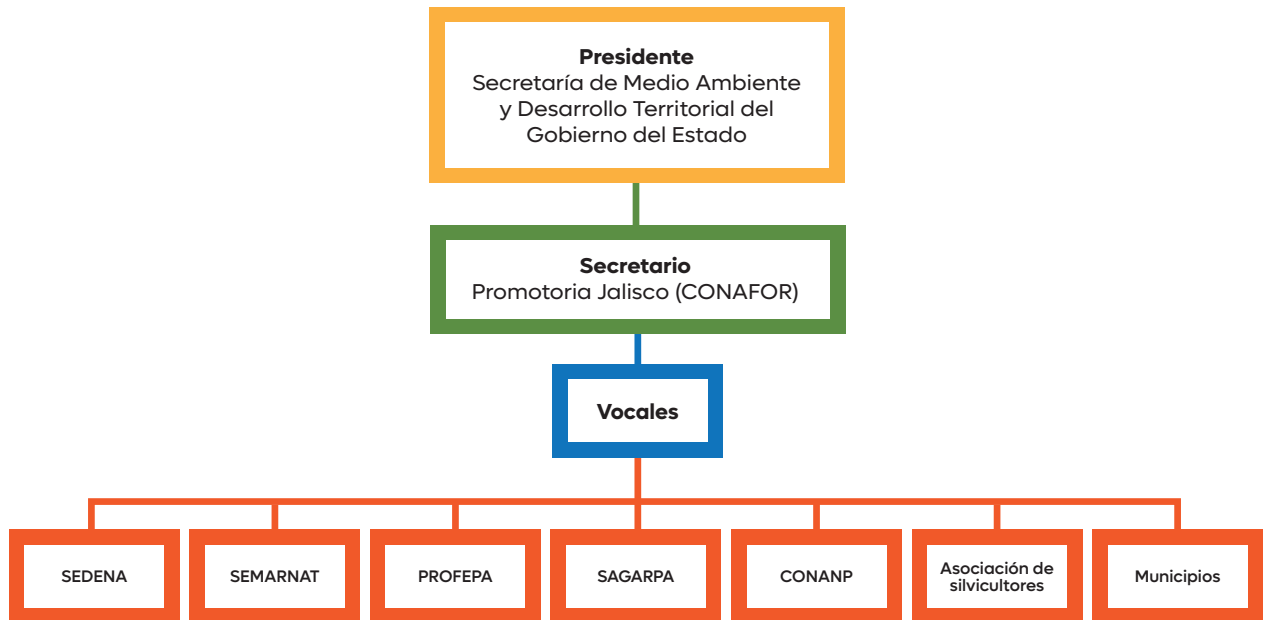 Presidente
Secretaría de Medio Ambiente
y Desarrollo Territorial del
Gobierno del Estado
Secretario
Promotoria Jalisco (CONAFOR)
Vocales
SEDENA
SEMARNAT
PROFEPA
SAGARPA
CONANP
Asociación de
silvicultores
Municipios